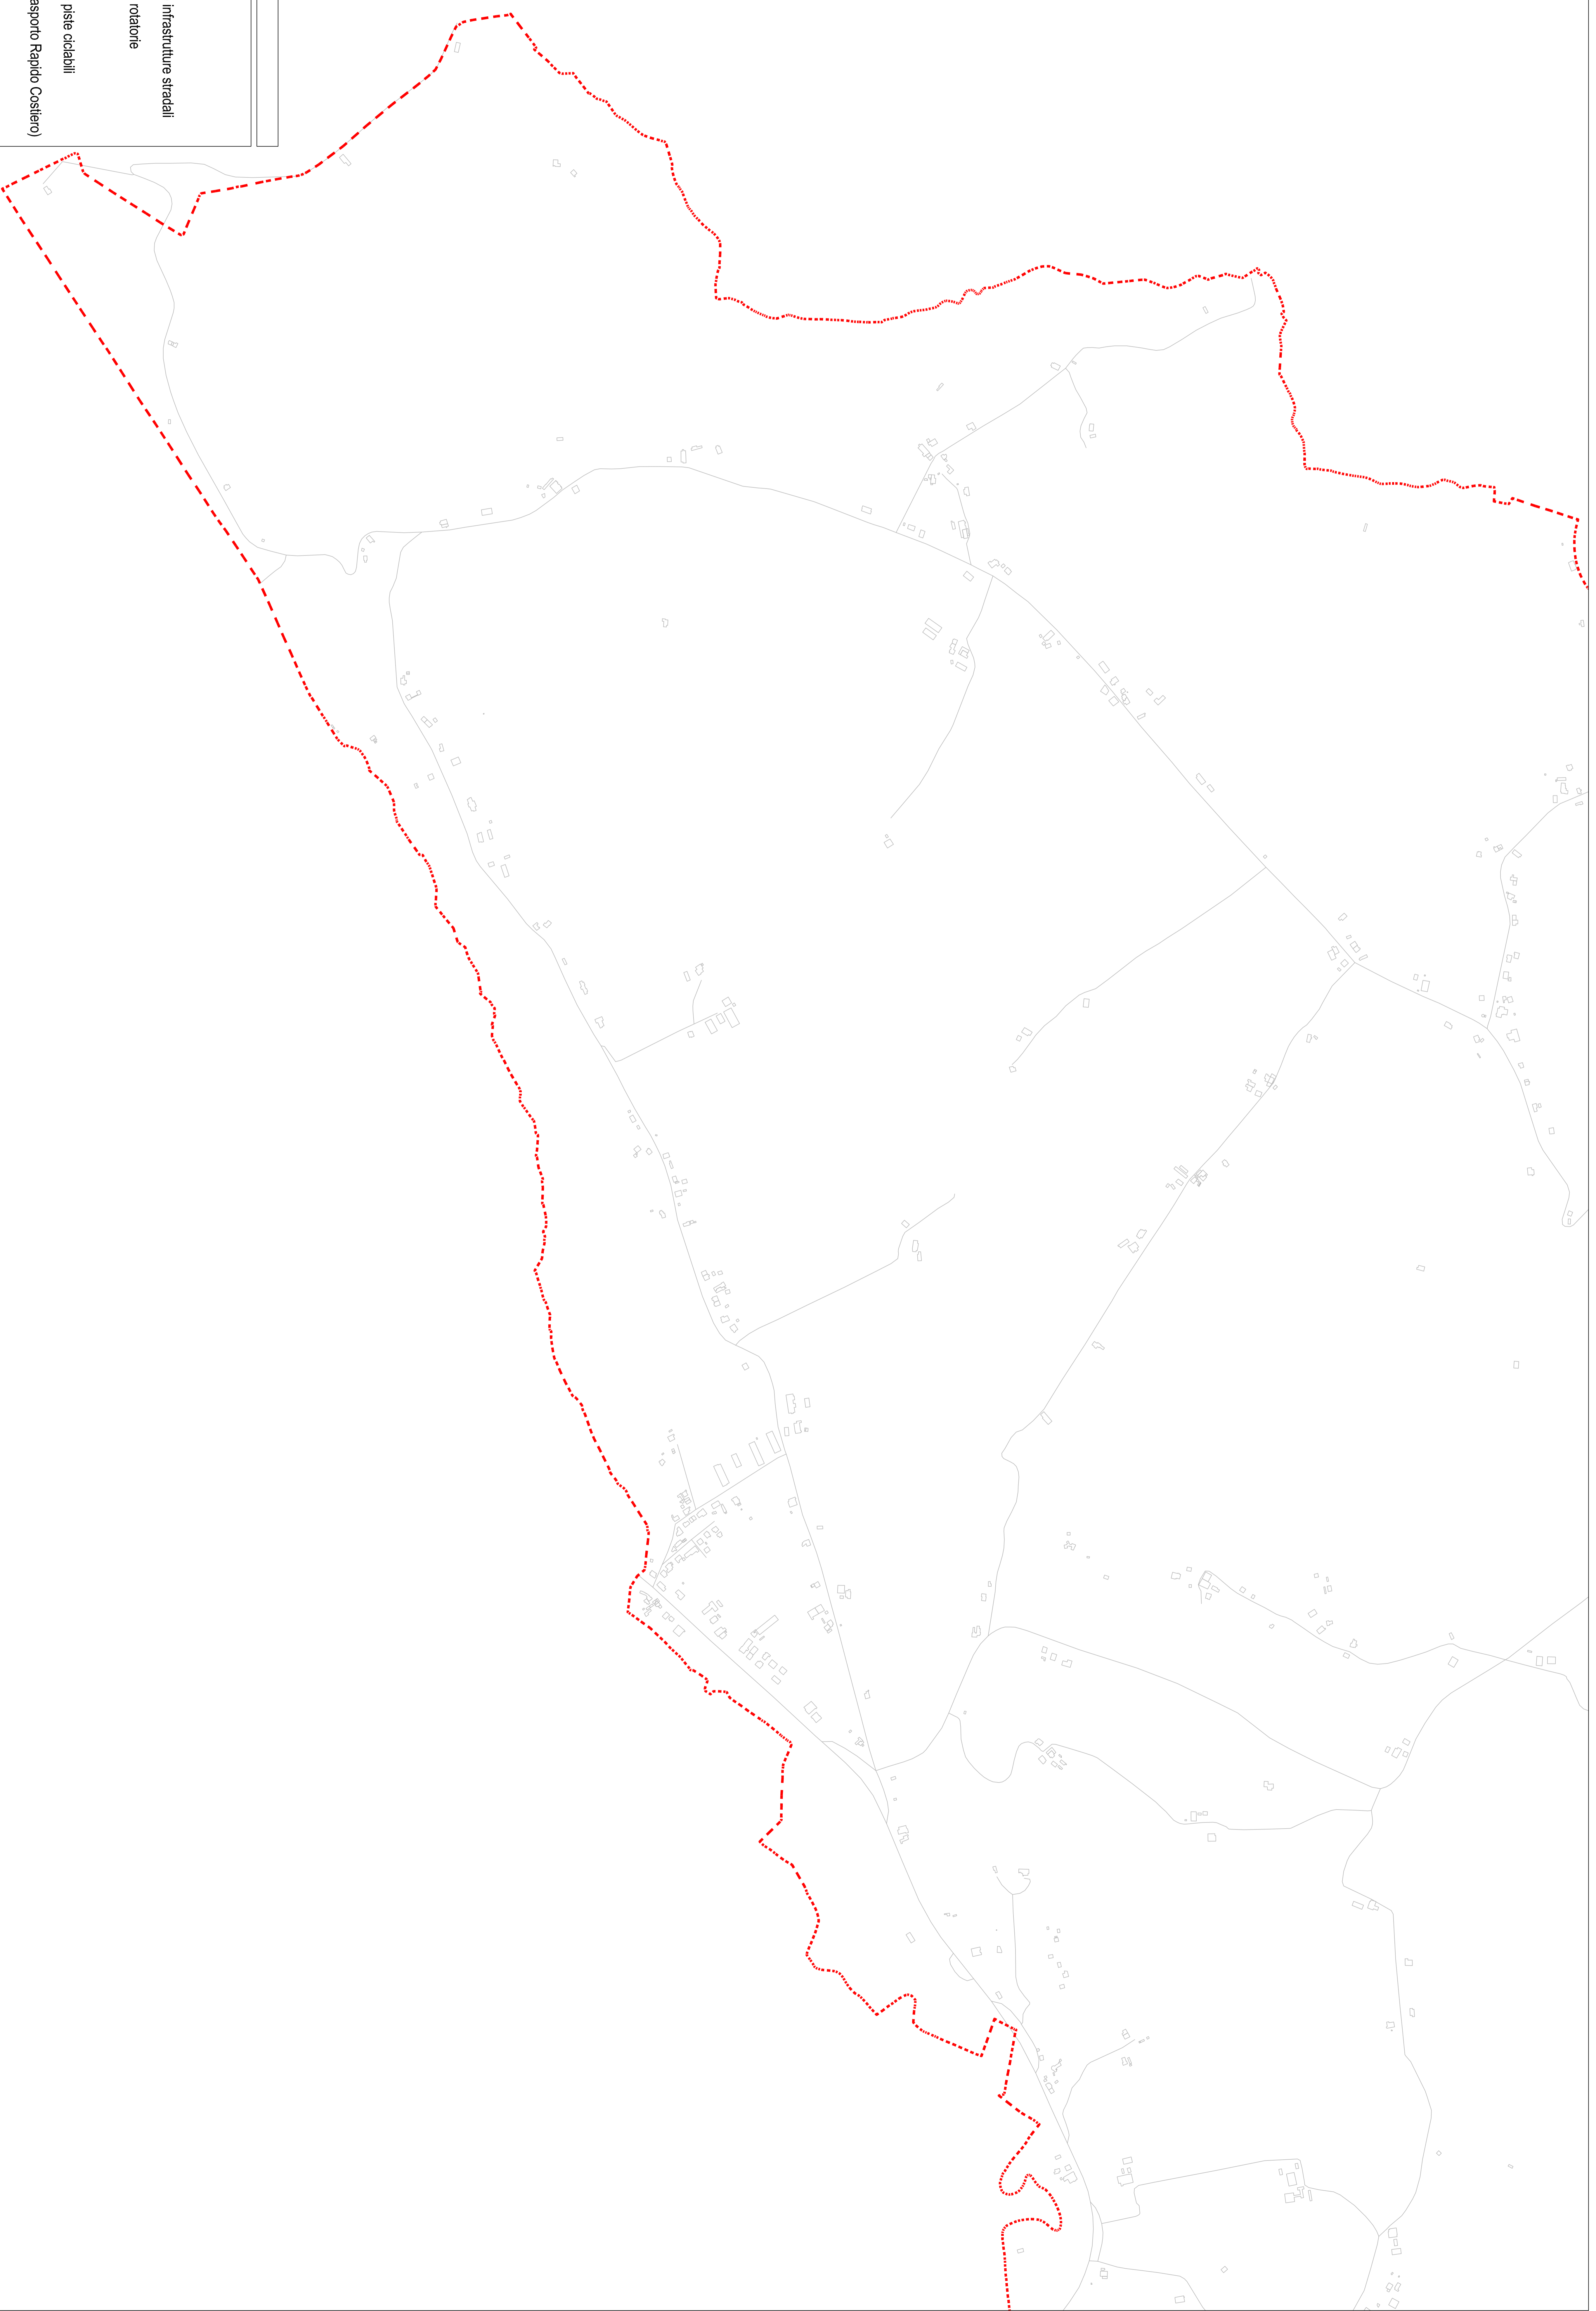 infrastrutture stradali
rotatorie
piste ciclabili
asporto Rapido Costiero)